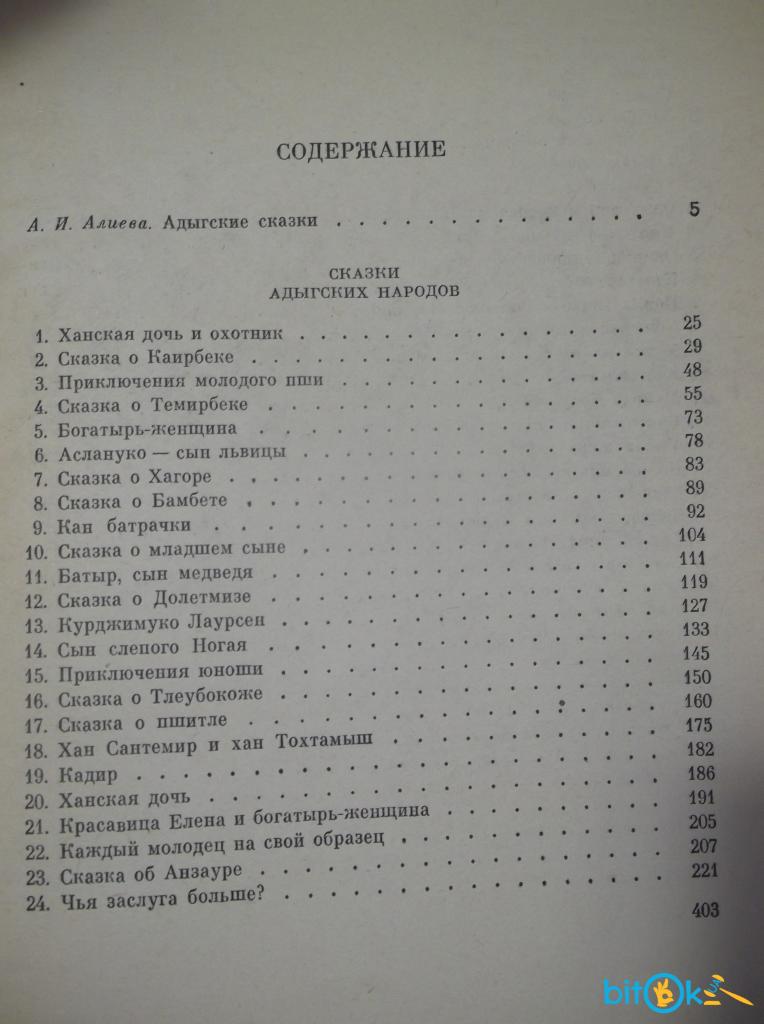 СОДЕРЖАНИЕ
А. И. Алиева. Адыгские сказки . . . . . . . . . . . . . . 5
СКАЗКИ
АДЫГСКИХ НАРОДОВ
1. Ханская дочь и охотник . . . . . . . . . . . . . . . 25
2. Сказка о Каирбеке . . . . . . . . . . . . . . . . . 29
3. Приключения молодого пши . . . . . . . . . . . . . 48
4. Сказка о Темирбеке . . . . . . . . . . . . . . . . 55
5. Богатырь-женщина . . . . . . . . . . . . . . . . . 73
6. Аслануко — сын львицы . . . . . . . . . . . . . . . 78
7. Сказка о Хагоре . . . . . . . . . . . . . . . . . . 83
8. Сказка о Бамбете . . . . . . . . . . . . . . . . . 89
9. Кан батрачки . . . . . . . . . . . . . . . . . . . 92
10. Сказка о младшем сыне . . . . . . . . . . . . . . . 104
11. Батыр, сын медведя . . . . . . . . . . . . . . . . 111
12. Сказка о Долетмизе . . . . . . . . . . . . . . . . 119
13. Курджимуко Лаурсен . . . . . . . . . . . . . . . . 127
14. Сын слепого Ногая . . . . . . . . . . . . . . . . . 133
15. Приключения юноши . . . . . . . . . . . . . . . . . 145
16. Сказка о Тлеубокоже . . . . . . . . . . . . . . . . 150
17. Сказка о пшитле . . . . . . . . . . . . . . . . . . 160
18. Хан Сантемир и хан Тохтамыш . . . . . . . . . . . . 175
19. Кадир . . . . . . . . . . . . . . . . . . . . . . 182
20. Ханская дочь . . . . . . . . . . . . . . . . . . . 186
21. Красавица Елена и богатырь-женщина . . . . . . . . . 191
22. Каждый молодец на свой образец . . . . . . . . . . . 205
23. Сказка об Анзауре . . . . . . . . . . . . . . . . . 207
24. Чья заслуга больше? . . . . . . . . . . . . . . . . 221
403
bitok UA